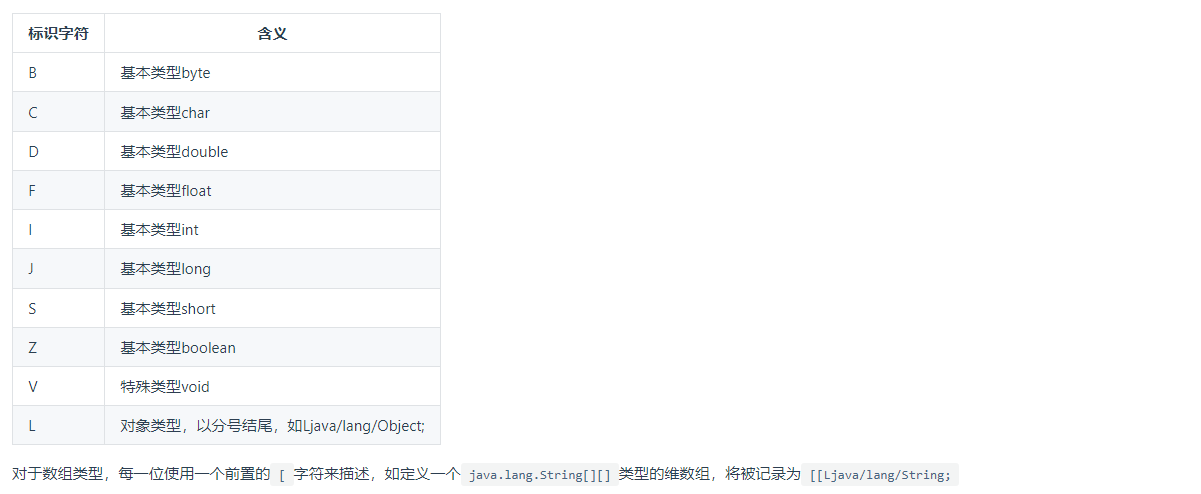 标识字符 含义
B 基本类型byte
C 基本类型char
D 基本类型double
F 基本类型float
I 基本类型int
J 基本类型long
S 基本类型short
Z 基本类型boolean
V 特殊类型void
L 对象类型，以分号结尾，如Ljava/lang/Object;
对于数组类型，每一位使用一个前置的 [ 字符来描述，如定义一个 java.lang.String[][] 类型的维数组，将被记录为 [[Ljava/lang/String;